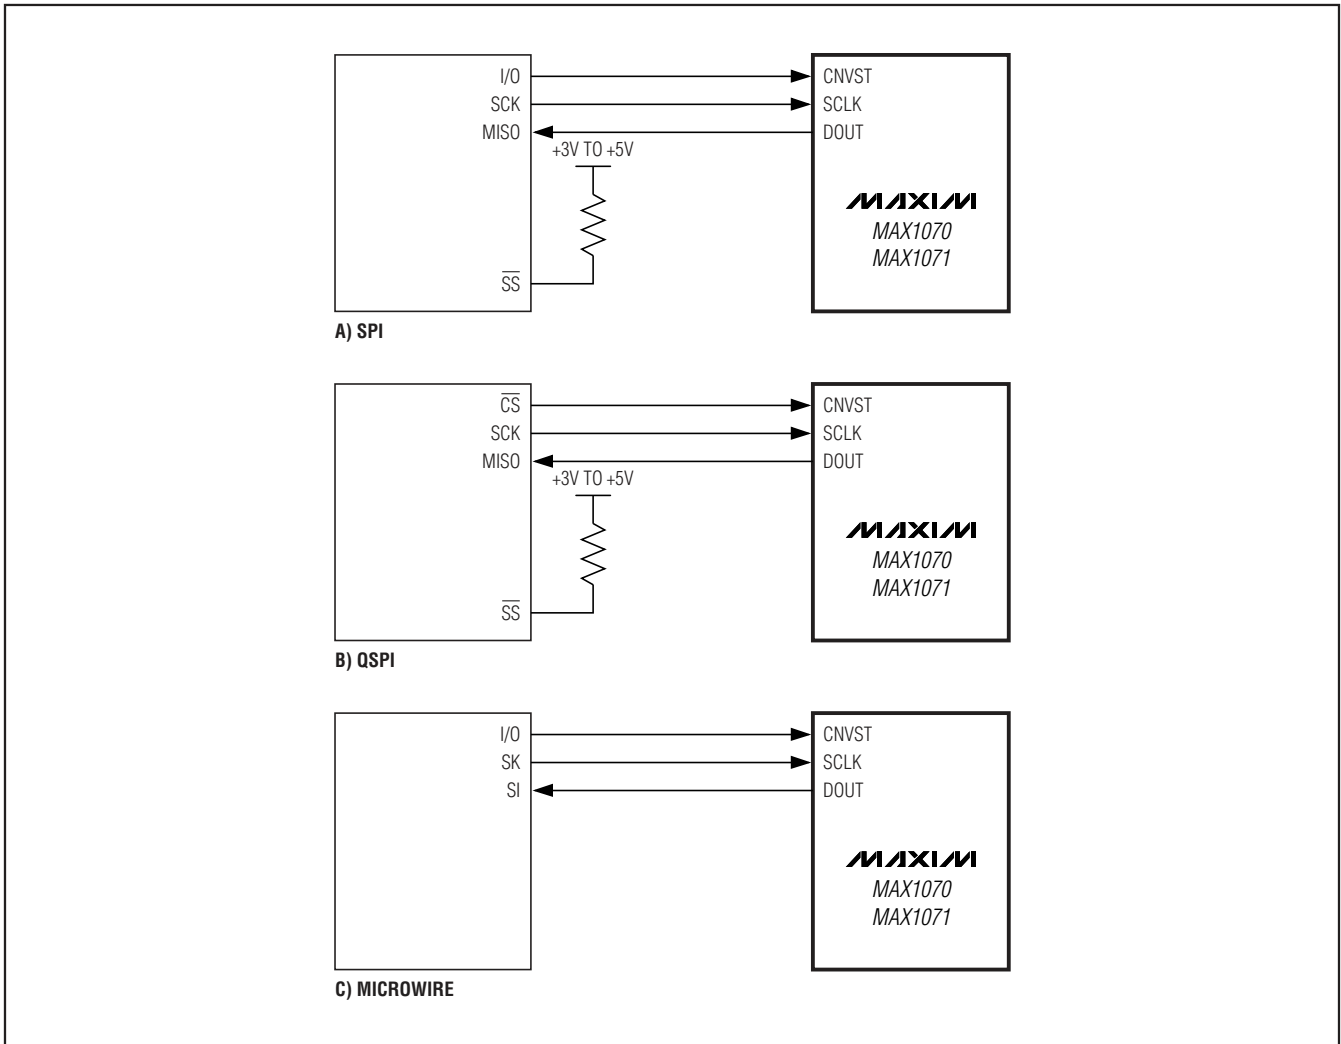 I/O
SCK
MISO
+3V TO +5V
SS
CNVST
SCLK
DOUT
MAXIM
MAX1070
MAX1071
A) SPI
CS
SCK
MISO
+3V TO +5V
SS
CNVST
SCLK
DOUT
MAXIM
MAX1070
MAX1071
B) QSPI
I/O
SK
SI
CNVST
SCLK
DOUT
MAXIM
MAX1070
MAX1071
C) MICROWIRE